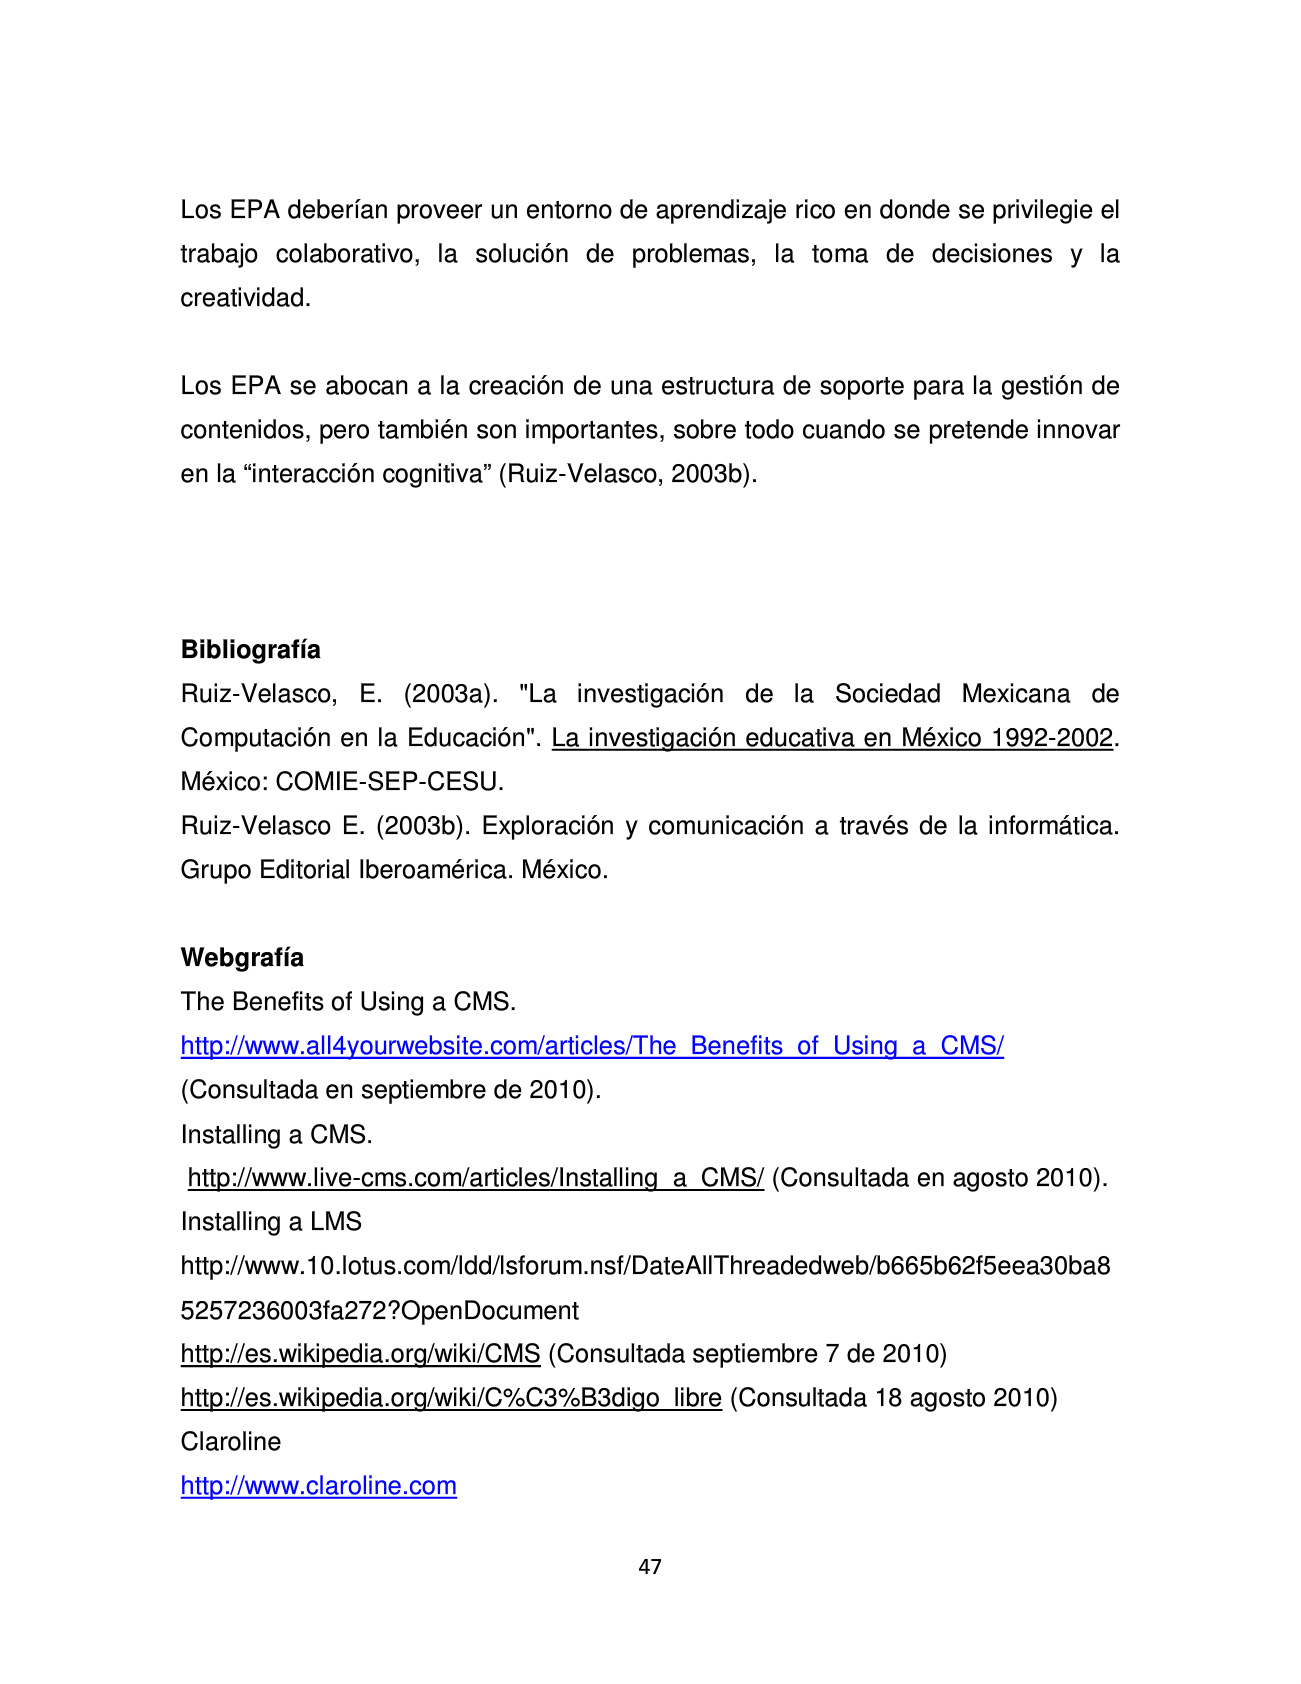 Los EPA deberían proveer un entorno de aprendizaje rico en donde se privilegie el
trabajo colaborativo, la solución de problemas, la toma de decisiones y la
creatividad.
Los EPA se abocan a la creación de una estructura de soporte para la gestión de
contenidos, pero también son importantes, sobre todo cuando se pretende innovar
en la “interacción cognitiva” (Ruiz-Velasco, 2003b).
Bibliografía
Ruiz-Velasco, E. (2003a). "La investigación de la Sociedad Mexicana de
Computación en la Educación". La investigación educativa en México 1992-2002.
México: COMIE-SEP-CESU.
Ruiz-Velasco E. (2003b). Exploración y comunicación a través de la informática.
Grupo Editorial Iberoamérica. México.
Webgrafía
The Benefits of Using a CMS.
http://www.all4yourwebsite.com/articles/The_Benefits_of_Using_a_CMS/
(Consultada en septiembre de 2010).
Installing a CMS.
http://www.live-cms.com/articles/Installing_a_CMS/ (Consultada en agosto 2010).
Installing a LMS
http://www.10.lotus.com/ldd/lsforum.nsf/DateAllThreadedweb/b665b62f5eea30ba8
5257236003fa272?OpenDocument
http://es.wikipedia.org/wiki/CMS (Consultada septiembre 7 de 2010)
http://es.wikipedia.org/wiki/C%C3%B3digo_libre (Consultada 18 agosto 2010)
Claroline
http://www.claroline.com
47